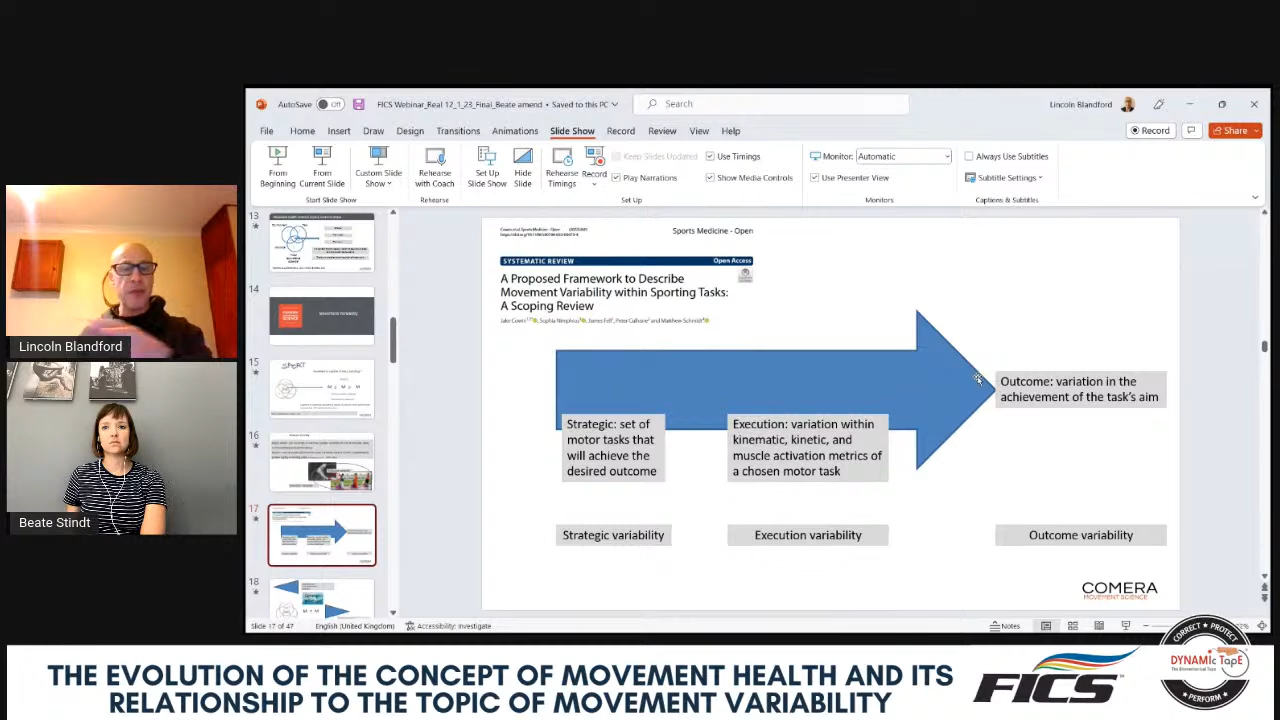 AutoSave Off FICS Webinar_Real 12_1_23_Final_Beate amend • Saved to this PC Search Lincoln Blandford
File Home Insert Draw Design Transitions Animations Slide Show Record Review View Help Record Share
From Beginning
From Current Slide
Custom Slide Show
Rehearse with Coach
Set Up Slide Show
Hide Slide
Rehearse Timings
Record
Keep Slides Updated
Play Narrations
Use Timings
Show Media Controls
Monitor: Automatic
Use Presenter View
Always Use Subtitles
Subtitle Settings
Start Slide Show Rehearse Set Up Monitors Captions & Subtitles
13
14
15
SPORT
16
17
18
Sports Medicine - Open
SYSTEMATIC REVIEW Open Access
A Proposed Framework to Describe
Movement Variability within Sporting Tasks:
A Scoping Review
Outcome: variation in the
achievement of the task's aim
Strategic: set of
motor tasks that
will achieve the
desired outcome
Execution: variation within
kinematic, kinetic, and
muscle activation metrics of
a chosen motor task
Strategic variability
Execution variability
Outcome variability
COMERA
MOVEMENT SCIENCE
Slide 17 of 47 English (United Kingdom) Accessibility: Investigate Notes
Lincoln Blandford
Beate Stindt
THE EVOLUTION OF THE CONCEPT OF MOVEMENT HEALTH AND ITS
RELATIONSHIP TO THE TOPIC OF MOVEMENT VARIABILITY
FICS
CORRECT • PROTECT
DYNAMIC TAPE
PERFORM